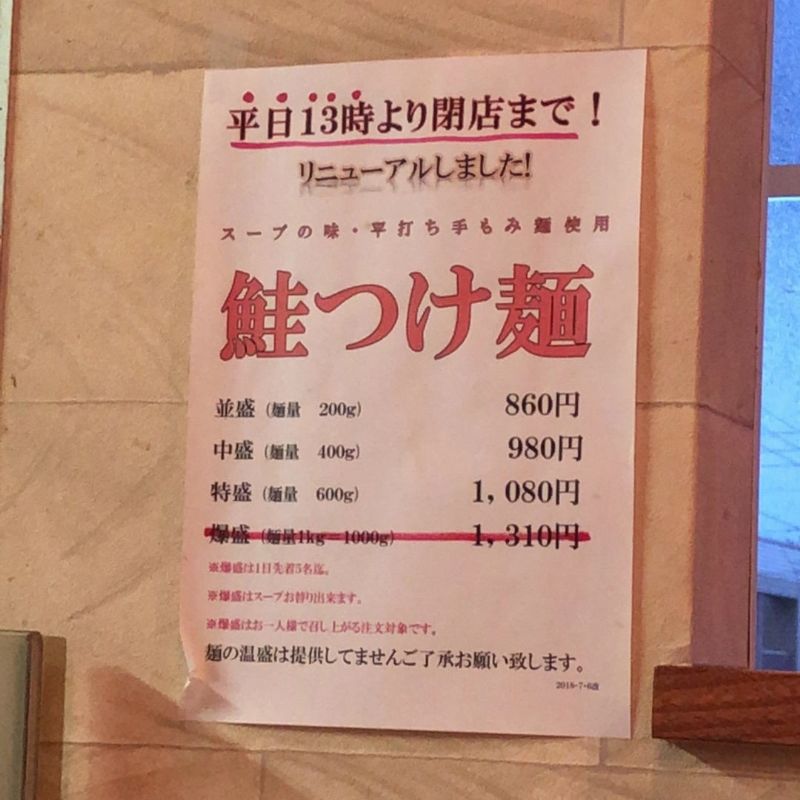 平日13時より閉店まで！
リニューアルしました!
スープの味・平打ち手もみ麺使用
鮭つけ麺
並盛（麺量 200g） 860円
中盛（麺量 400g） 980円
特盛（麺量 600g） 1,080円
爆盛（麺量1kg＝1000g） 1,310円
※爆盛は1日先着5名迄。
※爆盛はスープお替り出来ます。
※爆盛はお一人様で召し上がる注文対象です。
麺の温盛は提供してませんご了承お願い致します。